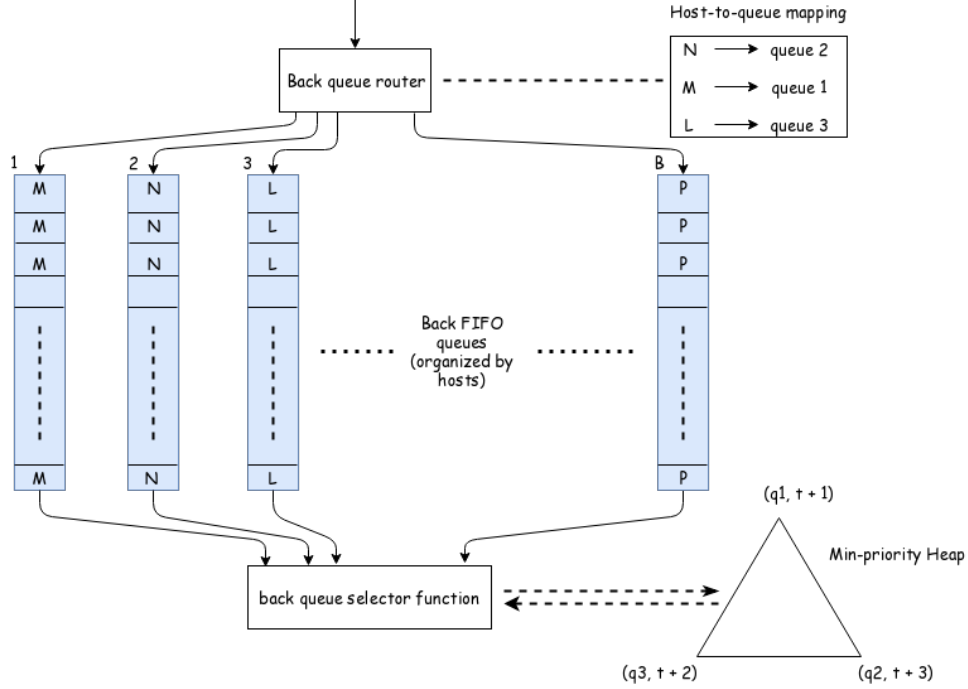 Host-to-queue mapping
N queue 2
M queue 1
L queue 3
Back queue router
1 2 3 B
M N L P
M N L P
M N L P
Back FIFO
queues
(organized by
hosts)
M N L P
(q1, t + 1)
Min-priority Heap
back queue selector function
(q3, t + 2) (q2, t + 3)